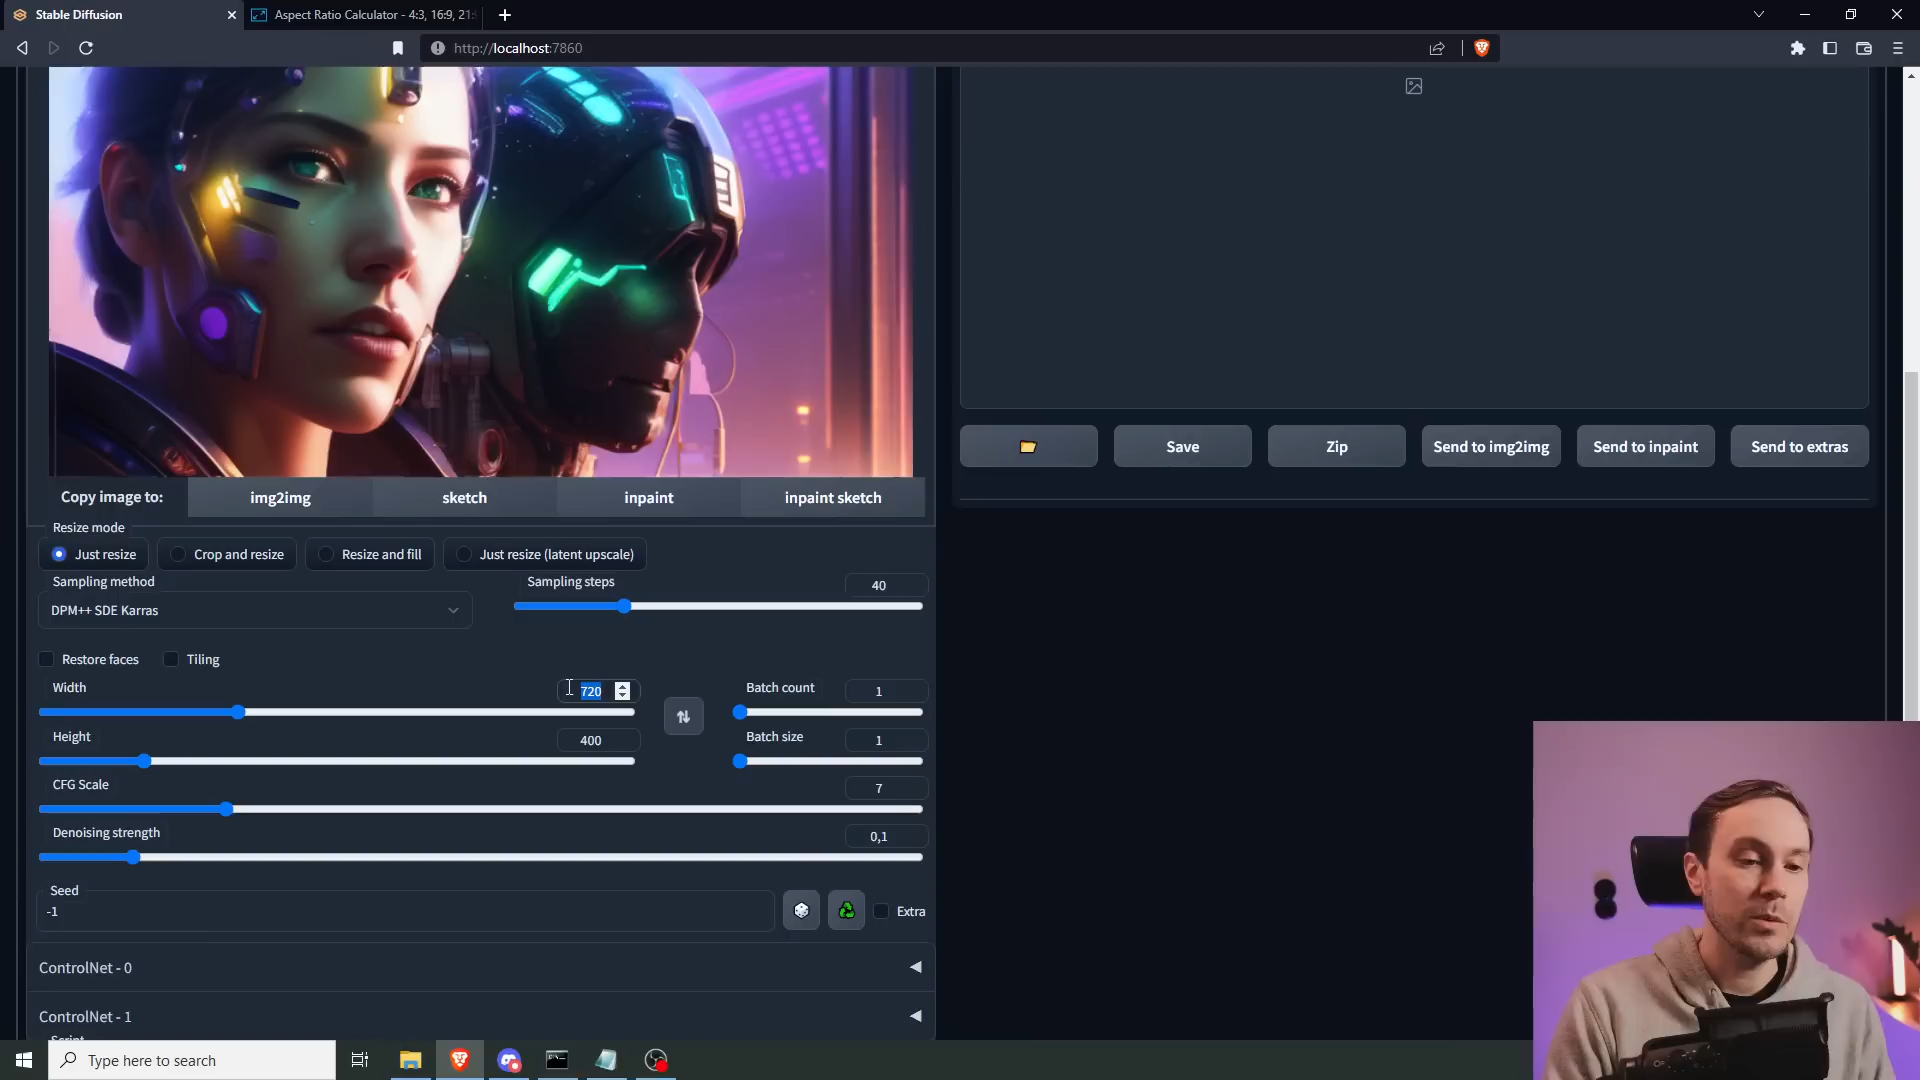 Stable Diffusion
Aspect Ratio Calculator - 4:3, 16:9, 21:
http://localhost:7860
Copy image to:
img2img
sketch
inpaint
inpaint sketch
Save
Zip
Send to img2img
Send to inpaint
Send to extras
Resize mode
Just resize
Crop and resize
Resize and fill
Just resize (latent upscale)
Sampling method
DPM++ SDE Karras
Sampling steps
40
Restore faces
Tiling
Width
720
Batch count
1
Height
400
Batch size
1
CFG Scale
7
Denoising strength
0,1
Seed
-1
Extra
ControlNet - 0
ControlNet - 1
Script
Type here to search